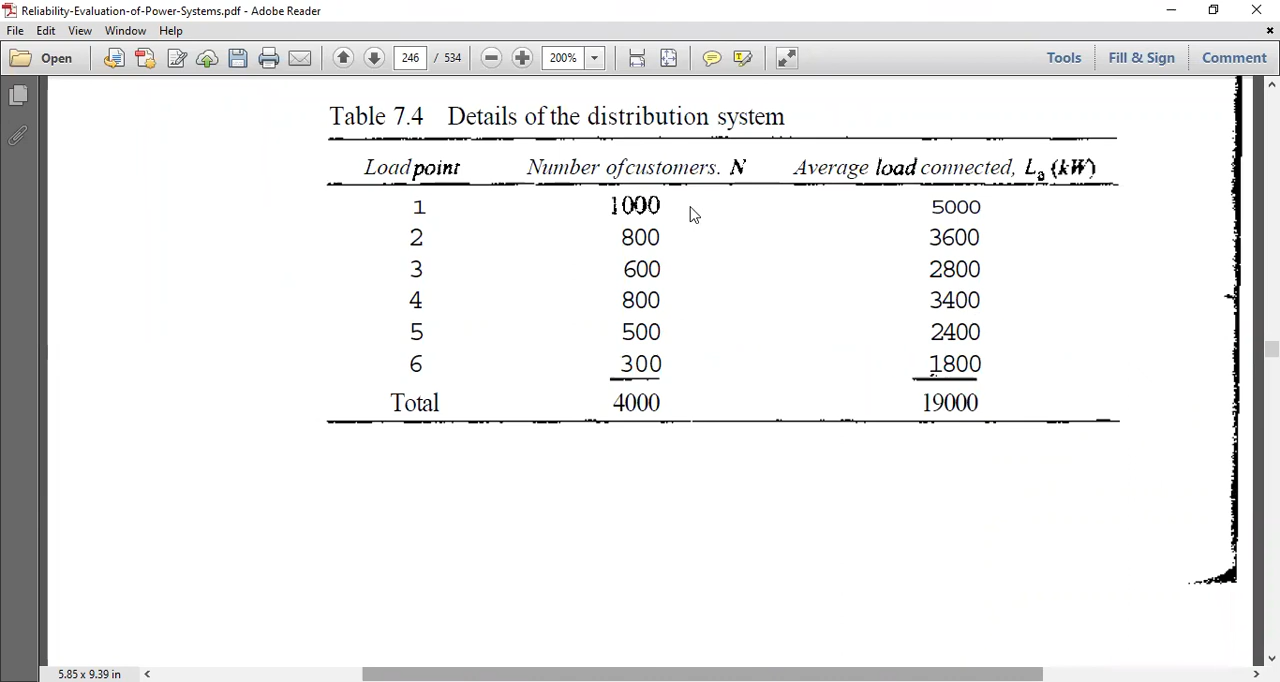 Reliability-Evaluation-of-Power-Systems.pdf - Adobe Reader
File Edit View Window Help
Open 246 / 534 200% Tools Fill & Sign Comment
Table 7.4 Details of the distribution system
Load point Number of customers. N Average load connected, La (kW)
1 1000 5000
2 800 3600
3 600 2800
4 800 3400
5 500 2400
6 300 1800
Total 4000 19000
5.85 x 9.39 in